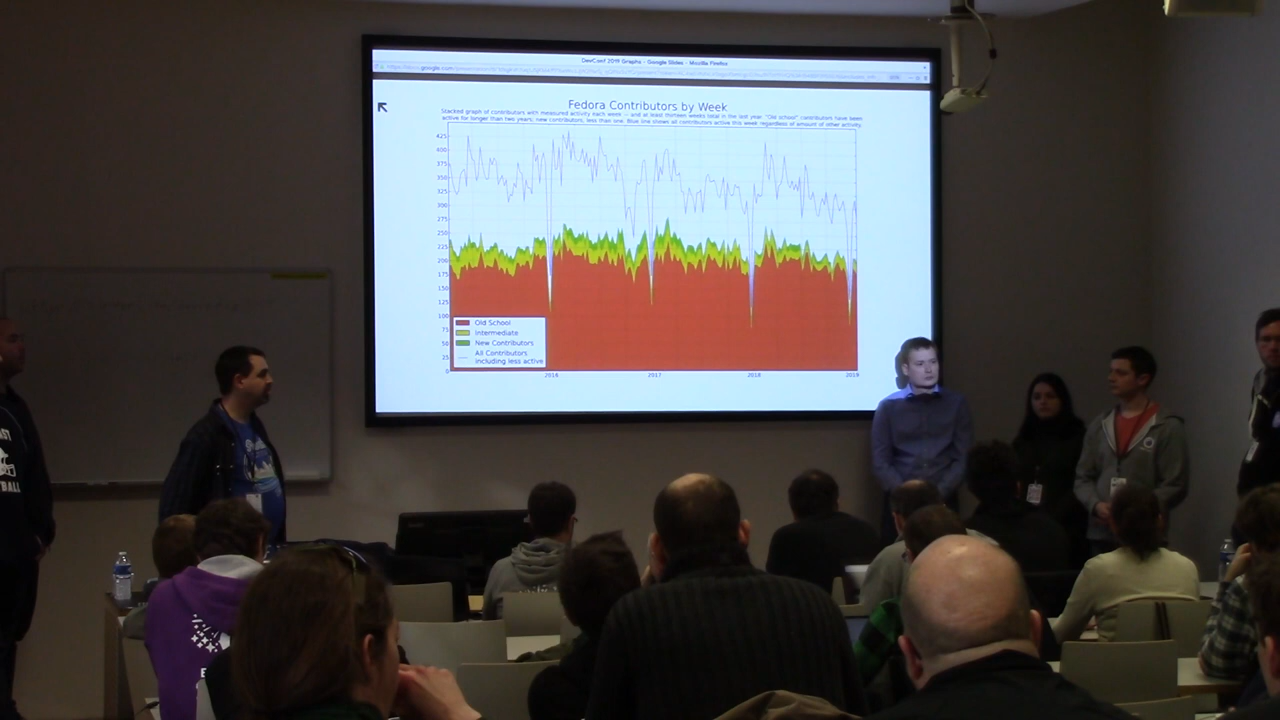 DevConf 2019 Graphs - Google Slides - Mozilla Firefox
Fedora Contributors by Week
Stacked graph of contributors with measured activity each week — and at least thirteen weeks total in the last year. "Old school" contributors have been
active for longer than two years; new contributors, less than one. Blue line shows all contributors active this week regardless of amount of other activity.
425
400
375
350
325
300
275
250
225
200
175
150
125
100
75
50
25
0
Old School
Intermediate
New Contributors
All Contributors
including less active
2016
2017
2018
2019